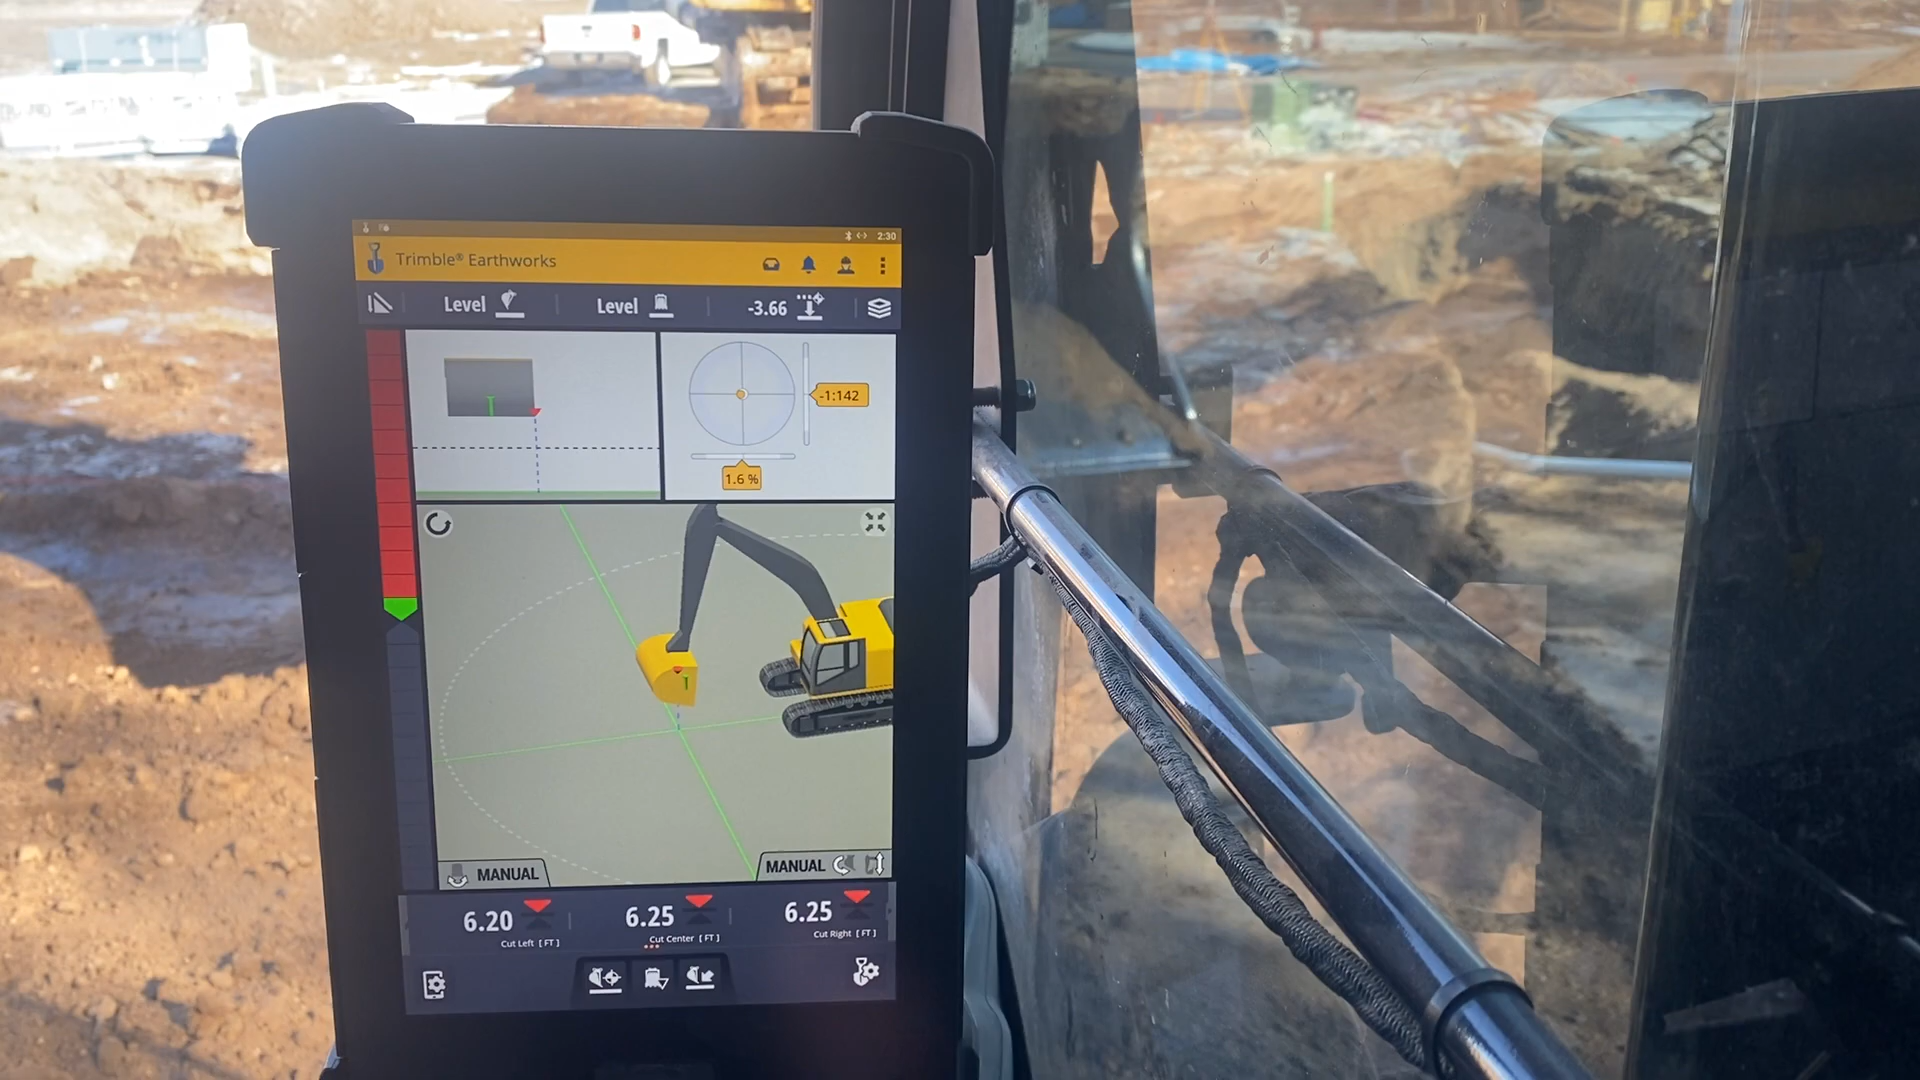 2:30
Trimble® Earthworks
Level
Level
-3.66
-1:142
1.6 %
MANUAL
MANUAL
6.20
6.25
6.25
Cut Left [ FT ]
Cut Center [ FT ]
Cut Right [ FT ]